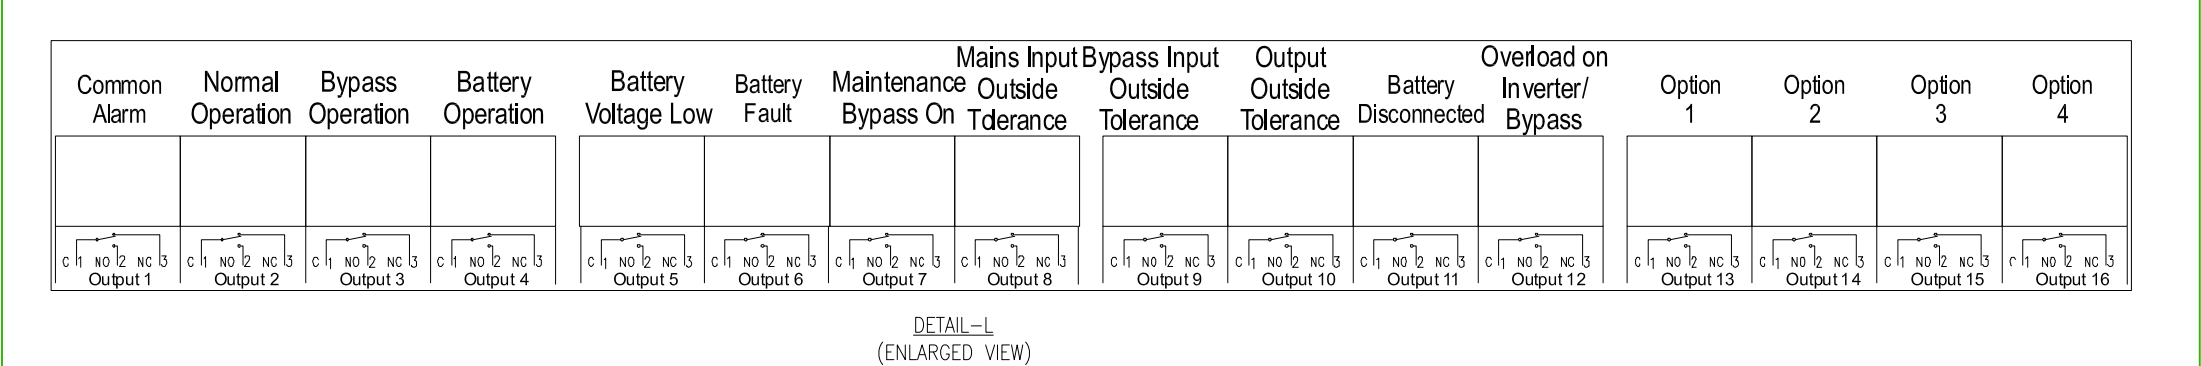 Common
Alarm
Normal
Operation
Bypass
Operation
Battery
Operation
Battery
Voltage Low
Battery
Fault
Maintenance
Bypass On
Mains Input
Outside
Tolerance
Bypass Input
Outside
Tolerance
Output
Outside
Tolerance
Battery
Disconnected
Overload on
Inverter/
Bypass
Option
1
Option
2
Option
3
Option
4
C 1 NO 2 NC 3
Output 1
C 1 NO 2 NC 3
Output 2
C 1 NO 2 NC 3
Output 3
C 1 NO 2 NC 3
Output 4
C 1 NO 2 NC 3
Output 5
C 1 NO 2 NC 3
Output 6
C 1 NO 2 NC 3
Output 7
C 1 NO 2 NC 3
Output 8
C 1 NO 2 NC 3
Output 9
C 1 NO 2 NC 3
Output 10
C 1 NO 2 NC 3
Output 11
C 1 NO 2 NC 3
Output 12
C 1 NO 2 NC 3
Output 13
C 1 NO 2 NC 3
Output 14
C 1 NO 2 NC 3
Output 15
C 1 NO 2 NC 3
Output 16
DETAIL-L
(ENLARGED VIEW)